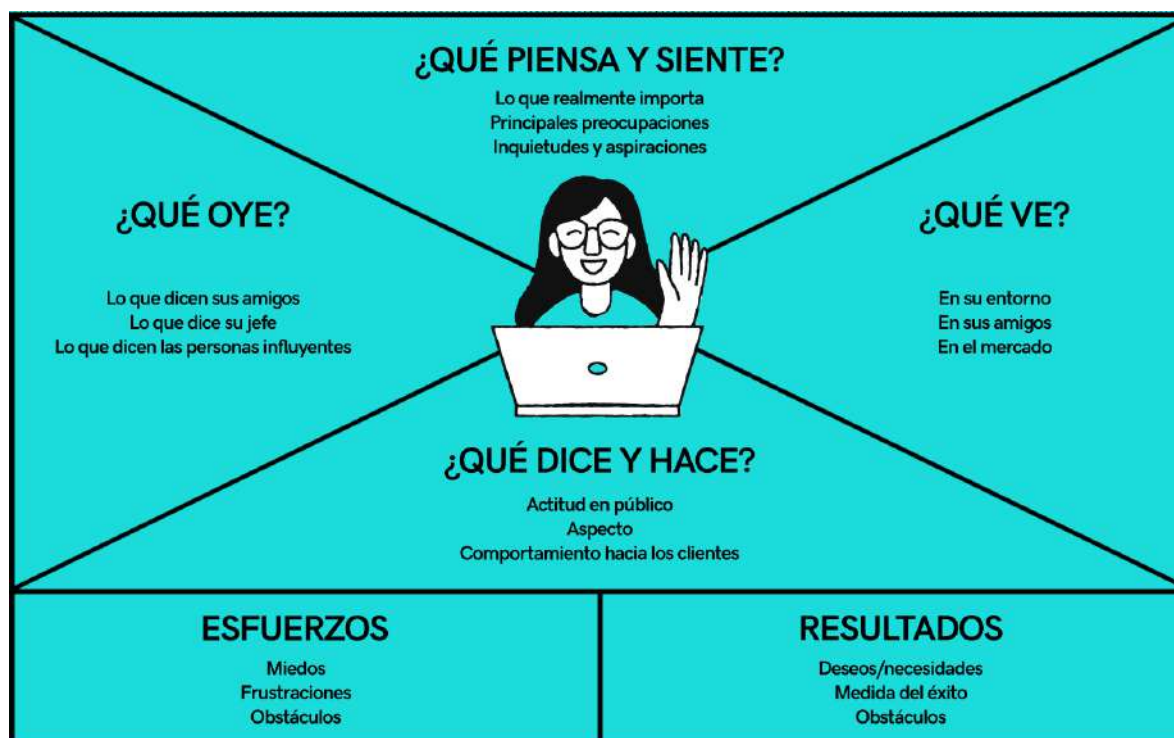 ¿QUÉ PIENSA Y SIENTE?
Lo que realmente importa
Principales preocupaciones
Inquietudes y aspiraciones
¿QUÉ OYE?
Lo que dicen sus amigos
Lo que dice su jefe
Lo que dicen las personas influyentes
¿QUÉ VE?
En su entorno
En sus amigos
En el mercado
¿QUÉ DICE Y HACE?
Actitud en público
Aspecto
Comportamiento hacia los clientes
ESFUERZOS
Miedos
Frustraciones
Obstáculos
RESULTADOS
Deseos/necesidades
Medida del éxito
Obstáculos